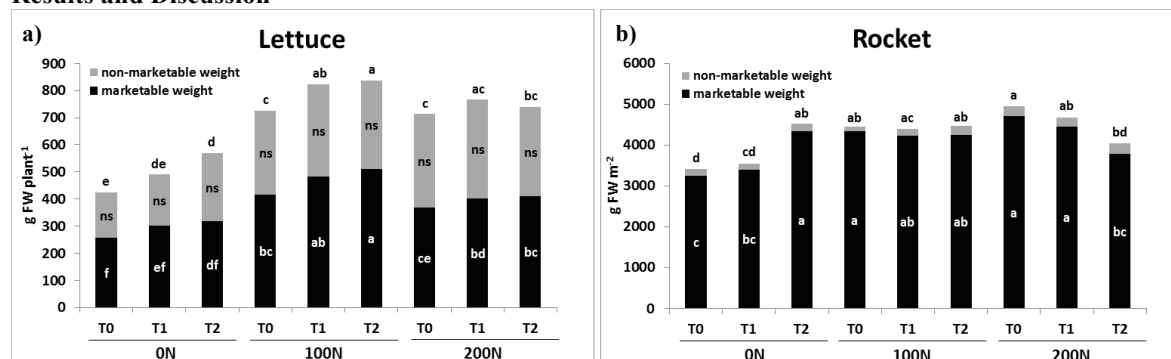 Results and Discussion
a)
Lettuce
g FW plant-1
900
800
700
600
500
400
300
200
100
0
non-marketable weight
marketable weight
e
de
d
c
ab
a
c
ac
bc
ns
ns
ns
ns
ns
ns
ns
ns
ns
f
ef
df
bc
ab
a
ce
bd
bc
T0 T1 T2 T0 T1 T2 T0 T1 T2
0N 100N 200N
b)
Rocket
g FW m-2
6000
5000
4000
3000
2000
1000
0
non-marketable weight
marketable weight
d
cd
ab
ab
ac
ab
a
ab
bd
c
bc
a
a
ab
ab
a
a
bc
T0 T1 T2 T0 T1 T2 T0 T1 T2
0N 100N 200N